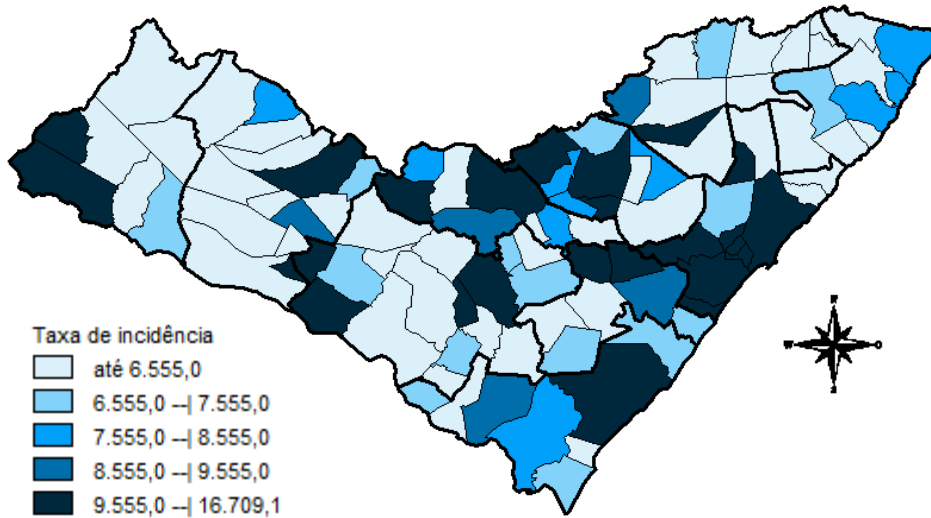 Taxa de incidência
até 6.555,0
6.555,0 --| 7.555,0
7.555,0 --| 8.555,0
8.555,0 --| 9.555,0
9.555,0 --| 16.709,1
N
W
O
S